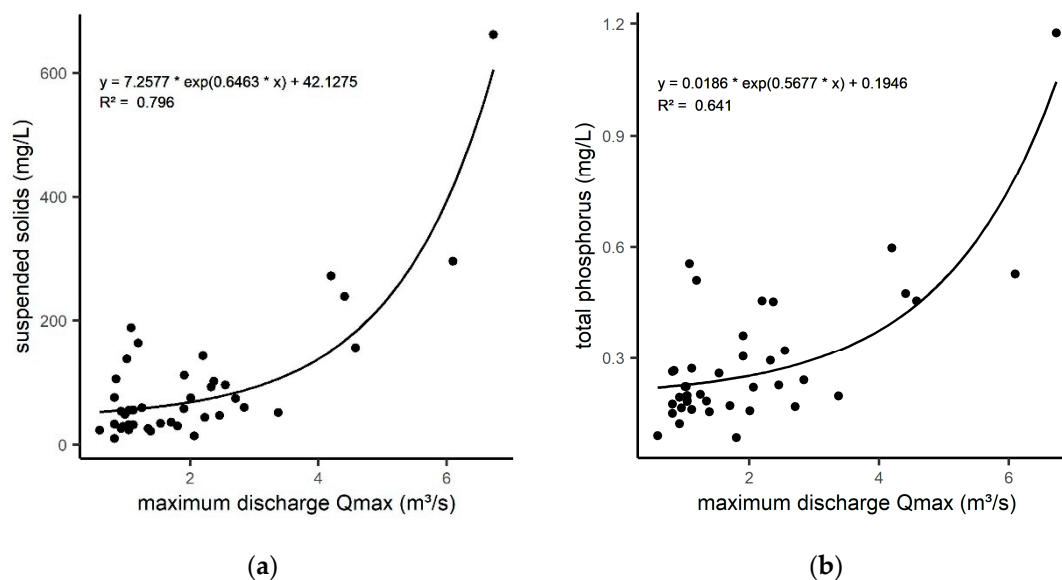 y = 7.2577 * exp(0.6463 * x) + 42.1275
R² = 0.796
suspended solids (mg/L)
600
400
200
0
2
4
6
maximum discharge Qmax (m³/s)
(a)
y = 0.0186 * exp(0.5677 * x) + 0.1946
R² = 0.641
total phosphorus (mg/L)
1.2
0.9
0.6
0.3
0.0
2
4
6
maximum discharge Qmax (m³/s)
(b)